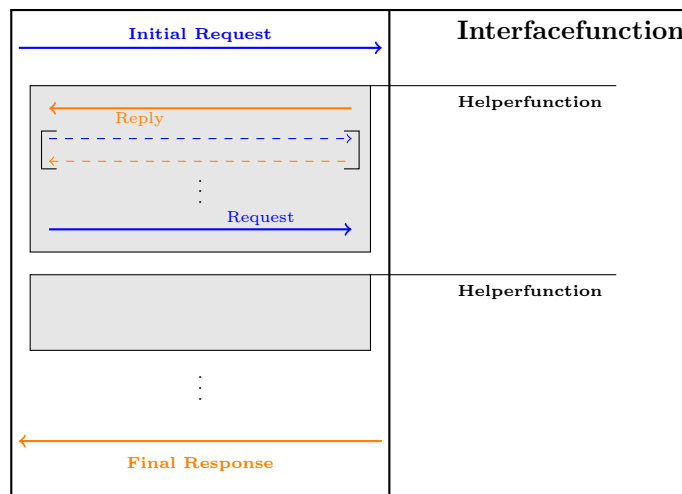 Initial Request
Interfacefunction
Helperfunction
Reply
Request
Helperfunction
Final Response